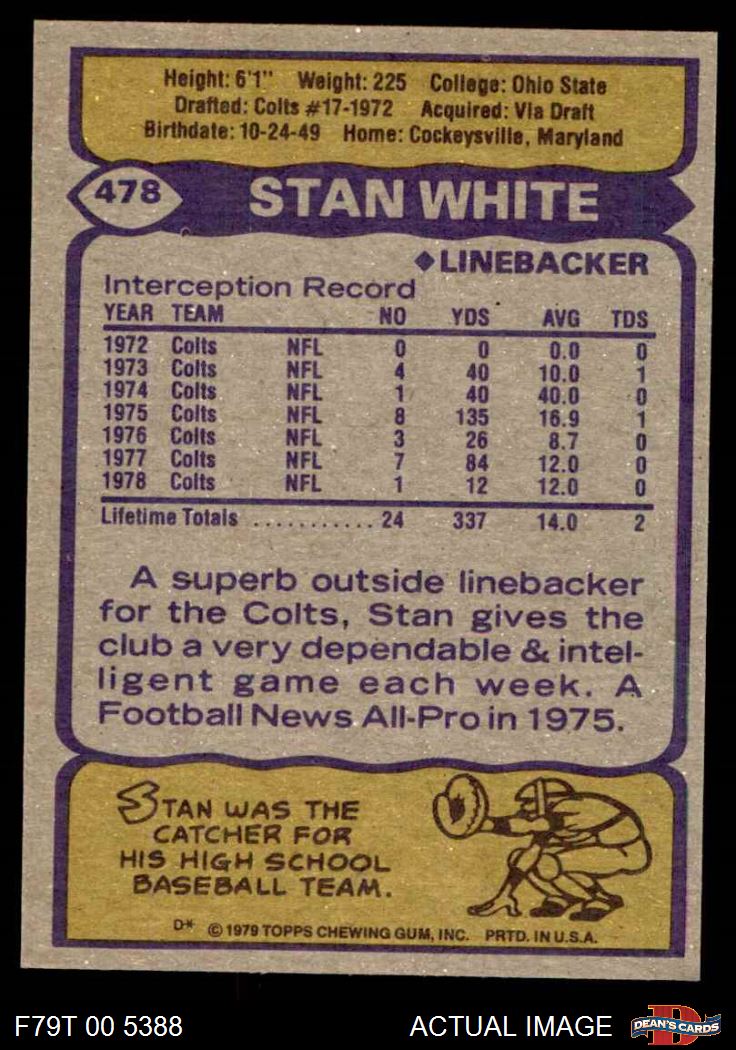 Height: 6'1" Weight: 225 College: Ohio State
Drafted: Colts #17-1972 Acquired: Via Draft
Birthdate: 10-24-49 Home: Cockeysville, Maryland
478 STAN WHITE
◆LINEBACKER
Interception Record
YEAR TEAM NO YDS AVG TDS
1972 Colts NFL 0 0 0.0 0
1973 Colts NFL 4 40 10.0 1
1974 Colts NFL 1 40 40.0 0
1975 Colts NFL 8 135 16.9 1
1976 Colts NFL 3 26 8.7 0
1977 Colts NFL 7 84 12.0 0
1978 Colts NFL 1 12 12.0 0
Lifetime Totals ........... 24 337 14.0 2
A superb outside linebacker
for the Colts, Stan gives the
club a very dependable & intel-
ligent game each week. A
Football News All-Pro in 1975.
STAN WAS THE
CATCHER FOR
HIS HIGH SCHOOL
BASEBALL TEAM.
D* © 1979 TOPPS CHEWING GUM, INC. PRTD. IN U.S.A.
F79T 00 5388 ACTUAL IMAGE D DEAN'S CARDS